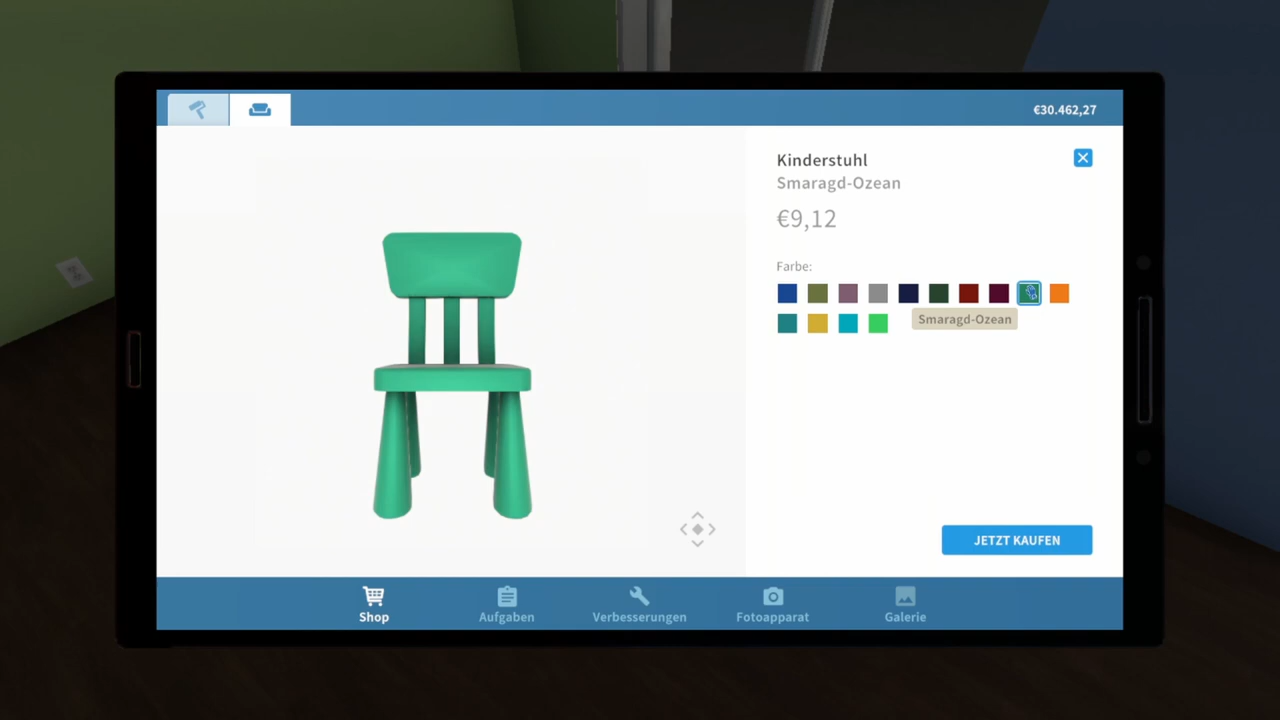 €30.462,27
Kinderstuhl
Smaragd-Ozean
€9,12
Farbe:
Smaragd-Ozean
JETZT KAUFEN
Shop
Aufgaben
Verbesserungen
Fotoapparat
Galerie